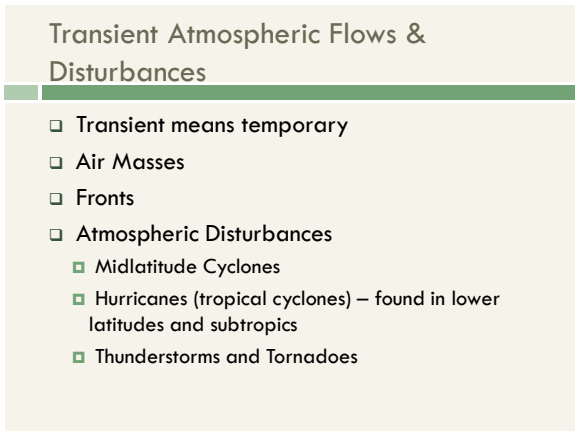 Transient Atmospheric Flows &
Disturbances
Transient means temporary
Air Masses
Fronts
Atmospheric Disturbances
Midlatitude Cyclones
Hurricanes (tropical cyclones) – found in lower
latitudes and subtropics
Thunderstorms and Tornadoes